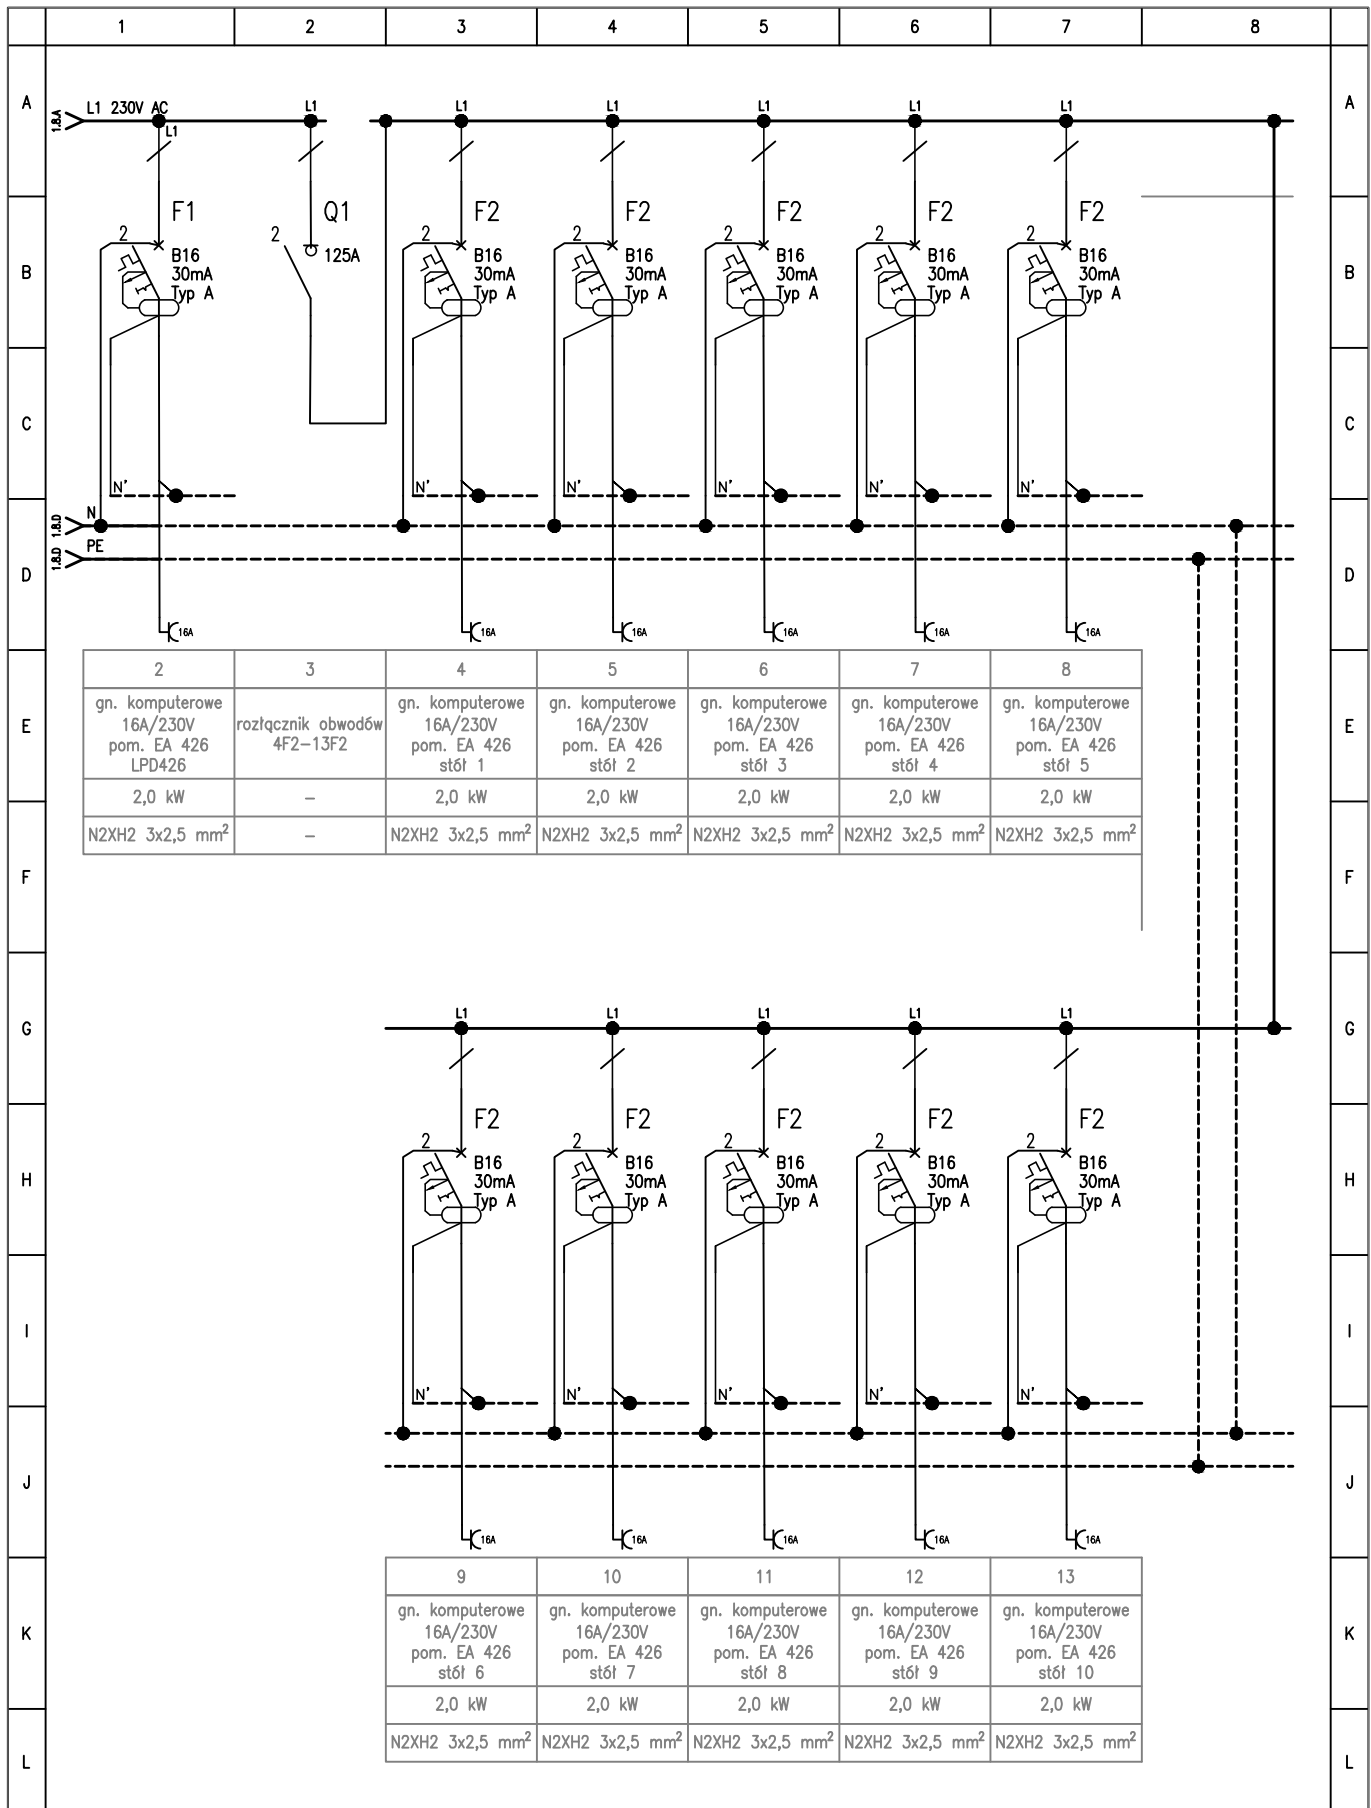 1 2 3 4 5 6 7 8
A A
1.8.A L1 230V AC L1 L1 L1 L1 L1 L1
L1
F1 Q1 F2 F2 F2 F2 F2
2 2 2 2 2 2 2
B B16 125A B16 B16 B16 B16 B16 B
30mA 30mA 30mA 30mA 30mA 30mA
Typ A Typ A Typ A Typ A Typ A Typ A
C C
N' N' N' N' N' N'
1.8.D N
1.8.D PE
D D
16A 16A 16A 16A 16A 16A
2 3 4 5 6 7 8
gn. komputerowe gn. komputerowe gn. komputerowe gn. komputerowe gn. komputerowe gn. komputerowe
E 16A/230V rozłącznik obwodów 16A/230V 16A/230V 16A/230V 16A/230V 16A/230V E
pom. EA 426 4F2-13F2 pom. EA 426 pom. EA 426 pom. EA 426 pom. EA 426 pom. EA 426
LPD426 stół 1 stół 2 stół 3 stół 4 stół 5
2,0 kW - 2,0 kW 2,0 kW 2,0 kW 2,0 kW 2,0 kW
N2XH2 3x2,5 mm² - N2XH2 3x2,5 mm² N2XH2 3x2,5 mm² N2XH2 3x2,5 mm² N2XH2 3x2,5 mm² N2XH2 3x2,5 mm²
F F
L1 L1 L1 L1 L1
G G
F2 F2 F2 F2 F2
2 2 2 2 2
B16 B16 B16 B16 B16
H 30mA 30mA 30mA 30mA 30mA H
Typ A Typ A Typ A Typ A Typ A
I I
N' N' N' N' N'
J J
16A 16A 16A 16A 16A
9 10 11 12 13
gn. komputerowe gn. komputerowe gn. komputerowe gn. komputerowe gn. komputerowe
K 16A/230V 16A/230V 16A/230V 16A/230V 16A/230V K
pom. EA 426 pom. EA 426 pom. EA 426 pom. EA 426 pom. EA 426
stół 6 stół 7 stół 8 stół 9 stół 10
2,0 kW 2,0 kW 2,0 kW 2,0 kW 2,0 kW
N2XH2 3x2,5 mm² N2XH2 3x2,5 mm² N2XH2 3x2,5 mm² N2XH2 3x2,5 mm² N2XH2 3x2,5 mm²
L L